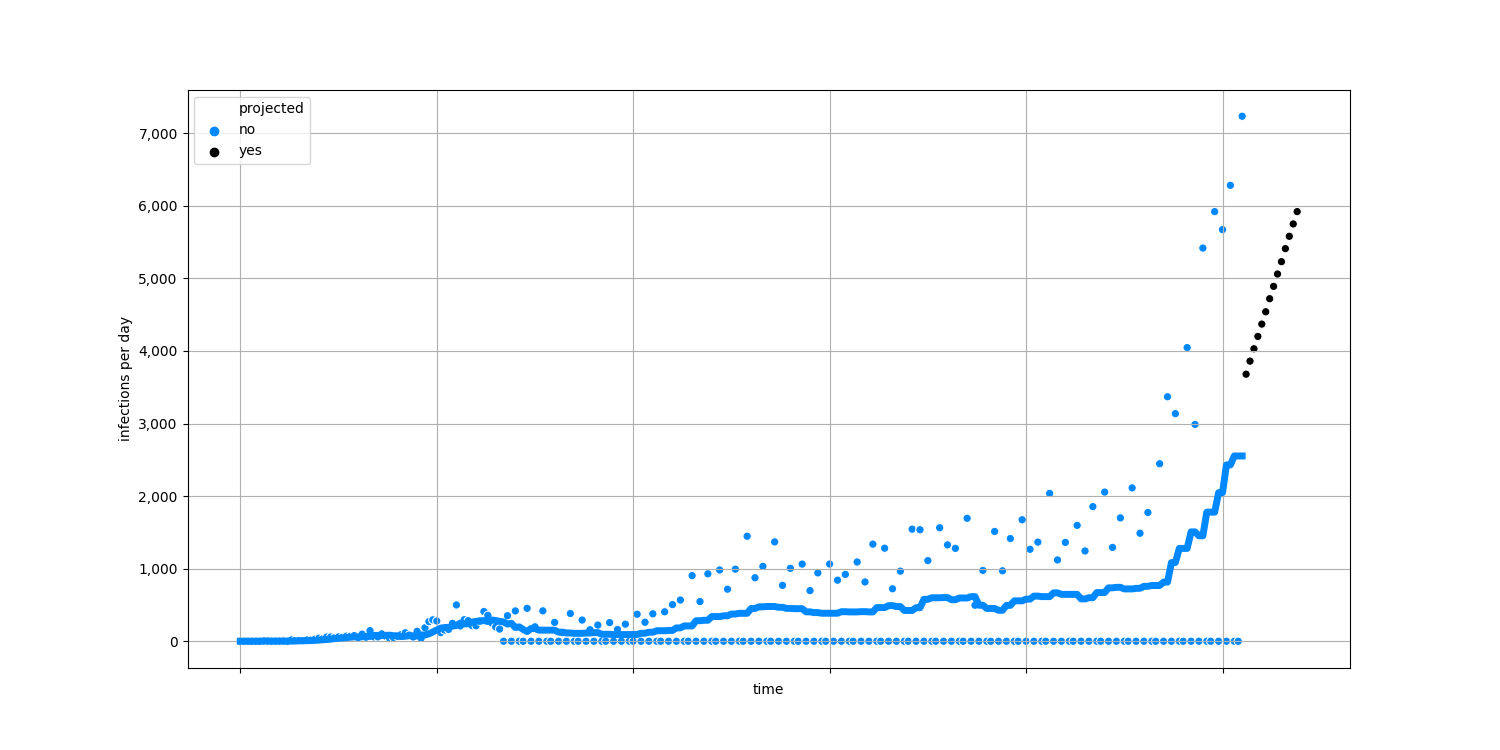 projected
no
yes
7,000
6,000
5,000
4,000
3,000
2,000
1,000
0
infections per day
time